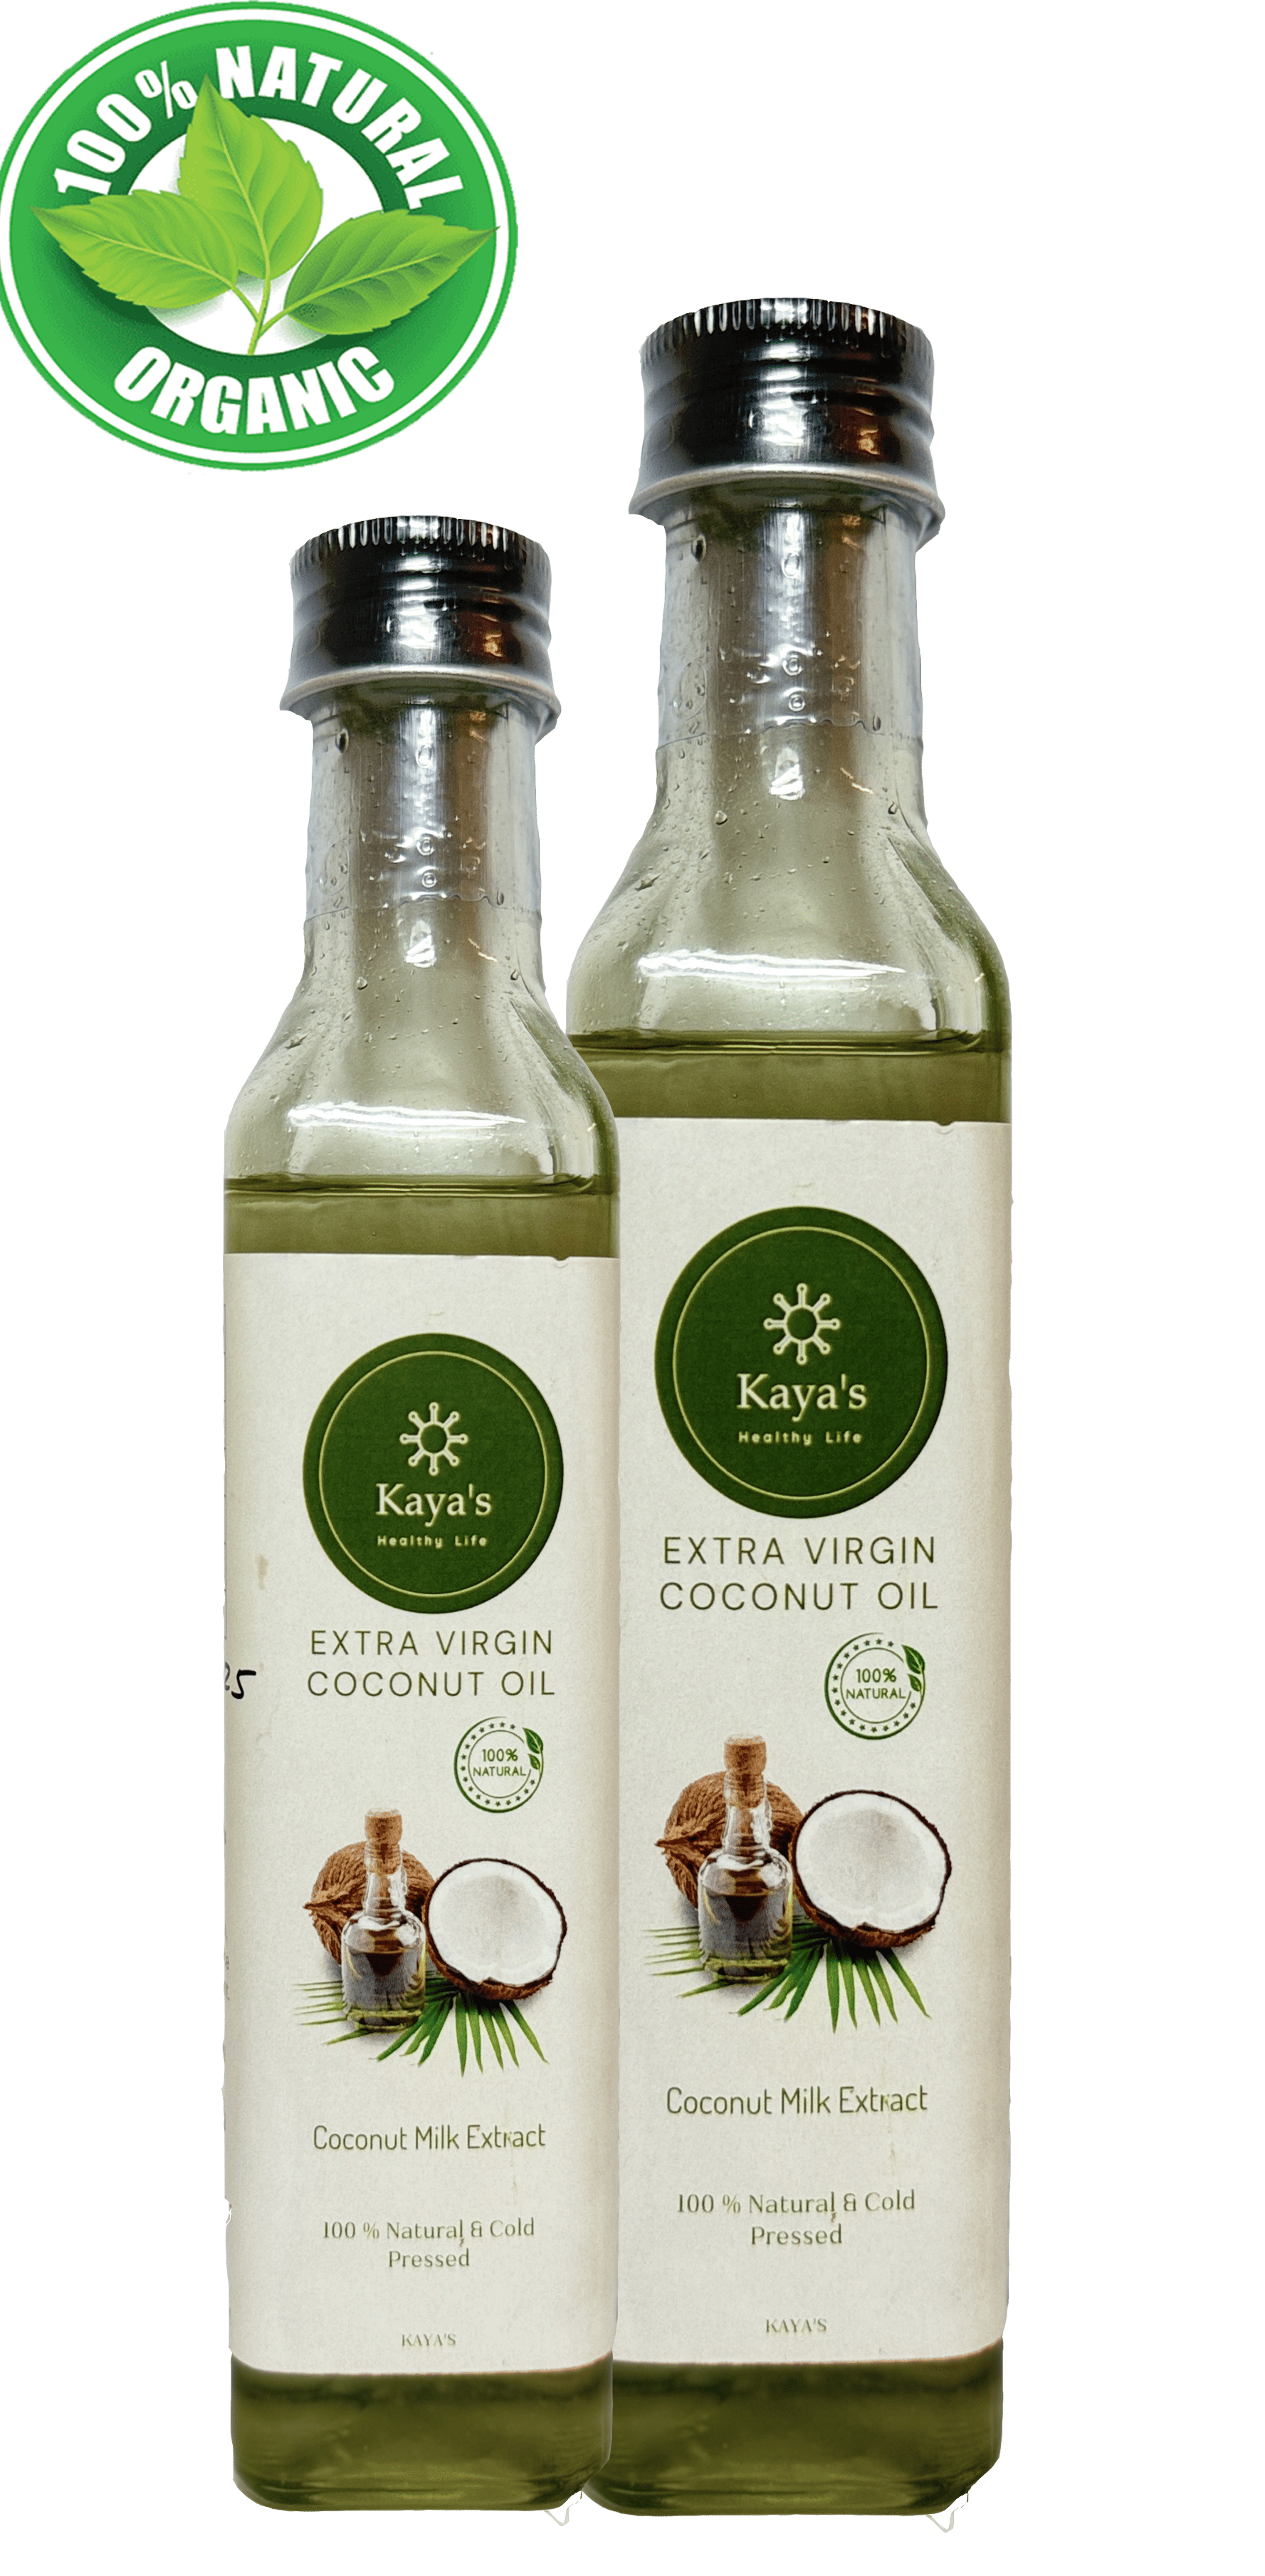 100% NATURAL
ORGANIC
Kaya's
Healthy Life
EXTRA VIRGIN
COCONUT OIL
25
100%
NATURAL
Coconut Milk Extract
100 % Natural & Cold
Pressed
KAYA'S
Kaya's
Healthy Life
EXTRA VIRGIN
COCONUT OIL
100%
NATURAL
Coconut Milk Extract
100 % Natural & Cold
Pressed
KAYA'S